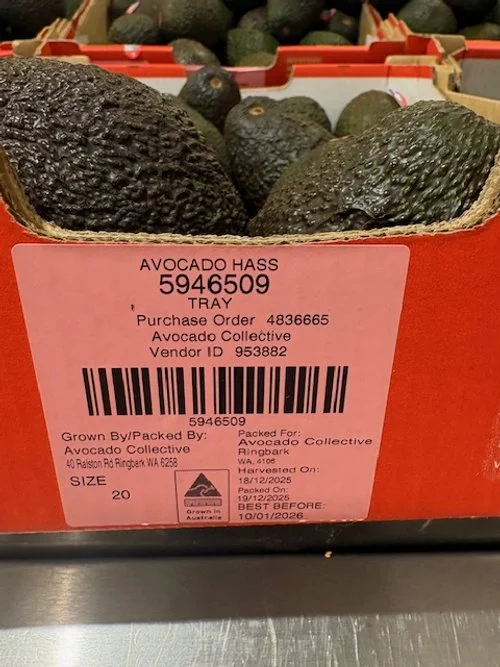 AVOCADO HASS
5946509
TRAY
Purchase Order 4836665
Avocado Collective
Vendor ID 953882
5946509
Grown By/Packed By:
Avocado Collective
40 Ralston Rd Ringbark WA 6258
SIZE
20
Grown in
Australia
Packed For:
Avocado Collective
Ringbark
WA, 4106
Harvested On:
18/12/2025
Packed On:
19/12/2025
BEST BEFORE:
10/01/2026